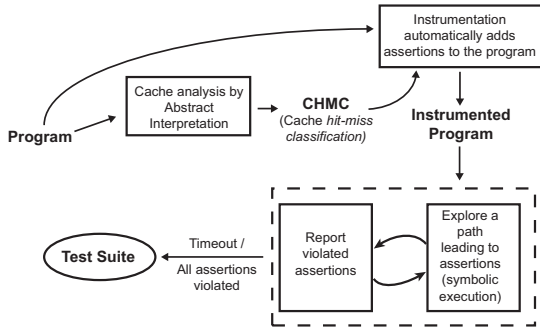 Instrumentation
automatically adds
assertions to the program
Cache analysis by
Abstract
Interpretation
CHMC
(Cache hit-miss
classification)
Program
Instrumented
Program
Report
violated
assertions
Explore a
path
leading to
assertions
(symbolic
execution)
Timeout /
All assertions
violated
Test Suite